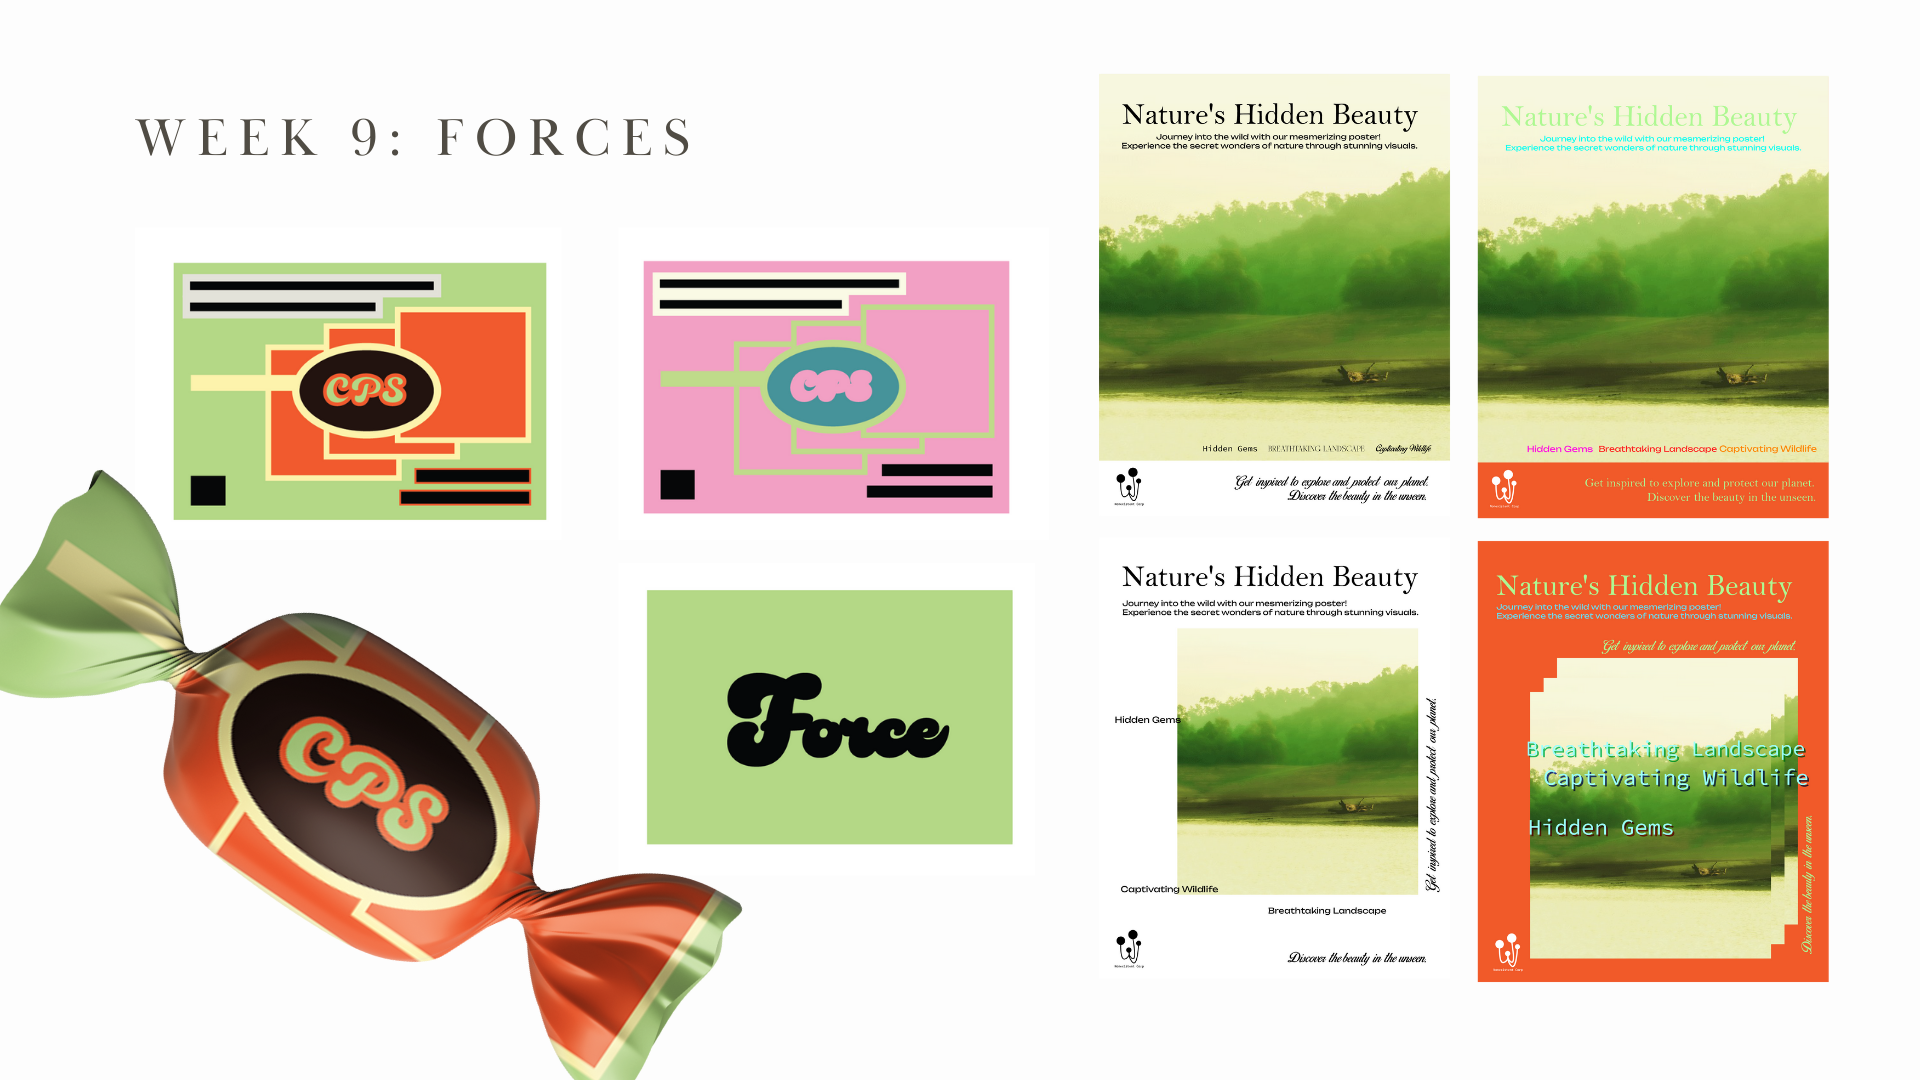 WEEK 9: FORCES
CPS
CPS
CPS
Force
Nature's Hidden Beauty
Journey into the wild with our mesmerizing poster!
Experience the secret wonders of nature through stunning visuals.
Hidden Gems BREATHTAKING LANDSCAPE Captivating Wildlife
Get inspired to explore and protect our planet.
Discover the beauty in the unseen.
Nature's Hidden Beauty
Journey into the wild with our mesmerizing poster!
Experience the secret wonders of nature through stunning visuals.
Hidden Gems Breathtaking Landscape Captivating Wildlife
Get inspired to explore and protect our planet.
Discover the beauty in the unseen.
Nature's Hidden Beauty
Journey into the wild with our mesmerizing poster!
Experience the secret wonders of nature through stunning visuals.
Hidden Gems
Get inspired to explore and protect our planet.
Captivating Wildlife
Breathtaking Landscape
Discover the beauty in the unseen.
Nature's Hidden Beauty
Journey into the wild with our mesmerizing poster!
Experience the secret wonders of nature through stunning visuals.
Get inspired to explore and protect our planet.
Breathtaking Landscape
Captivating Wildlife
Hidden Gems
Discover the beauty in the unseen.